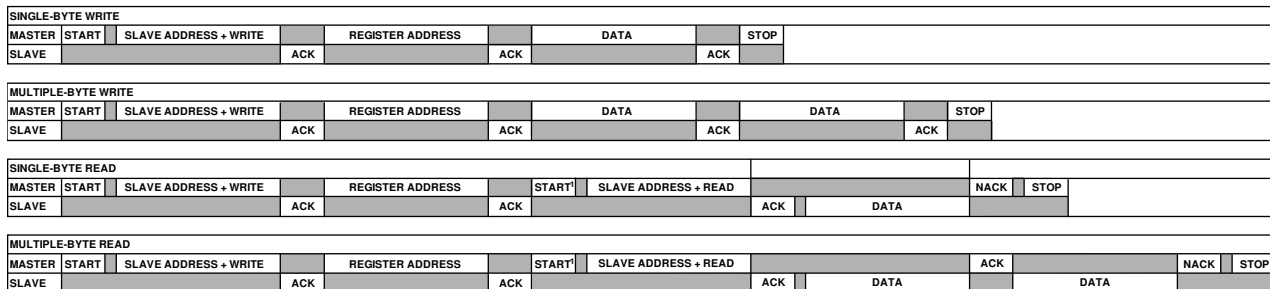 SINGLE-BYTE WRITE
MASTER START SLAVE ADDRESS + WRITE REGISTER ADDRESS DATA STOP
SLAVE ACK ACK ACK
MULTIPLE-BYTE WRITE
MASTER START SLAVE ADDRESS + WRITE REGISTER ADDRESS DATA DATA STOP
SLAVE ACK ACK ACK ACK
SINGLE-BYTE READ
MASTER START SLAVE ADDRESS + WRITE REGISTER ADDRESS START¹ SLAVE ADDRESS + READ NACK STOP
SLAVE ACK ACK ACK DATA
MULTIPLE-BYTE READ
MASTER START SLAVE ADDRESS + WRITE REGISTER ADDRESS START¹ SLAVE ADDRESS + READ ACK NACK STOP
SLAVE ACK ACK ACK DATA DATA